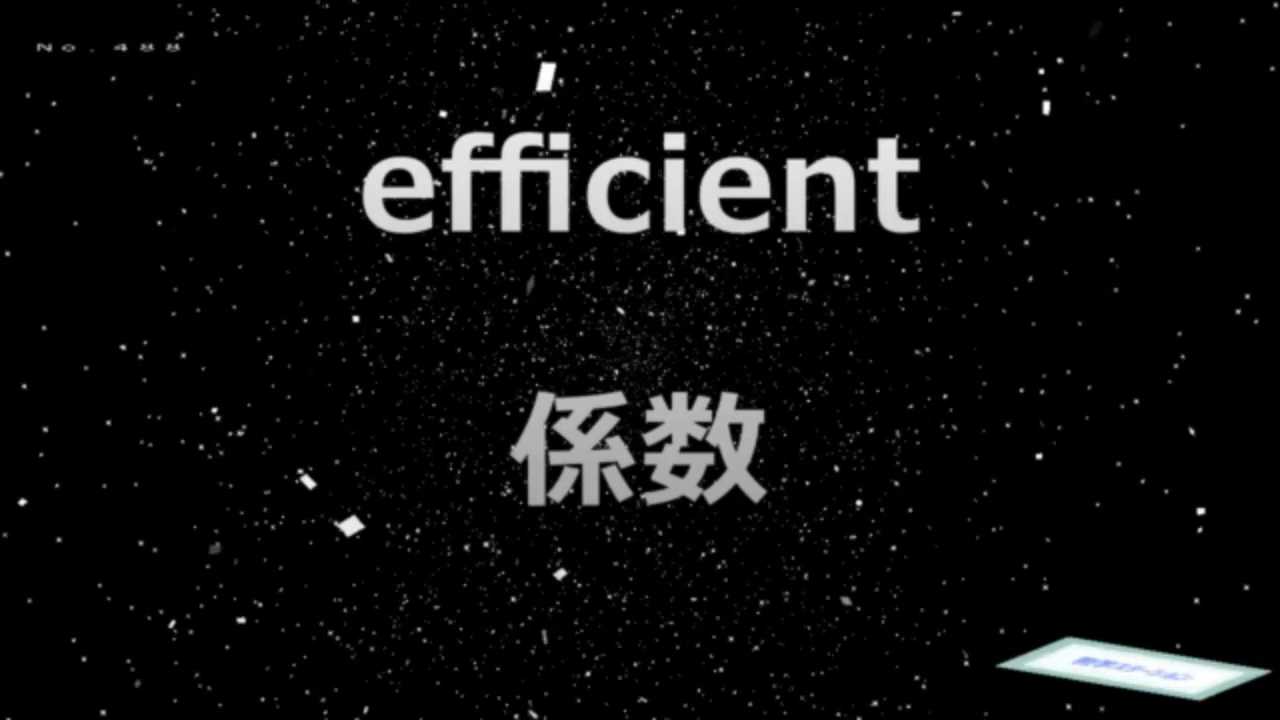 No. 488
efficient
係数